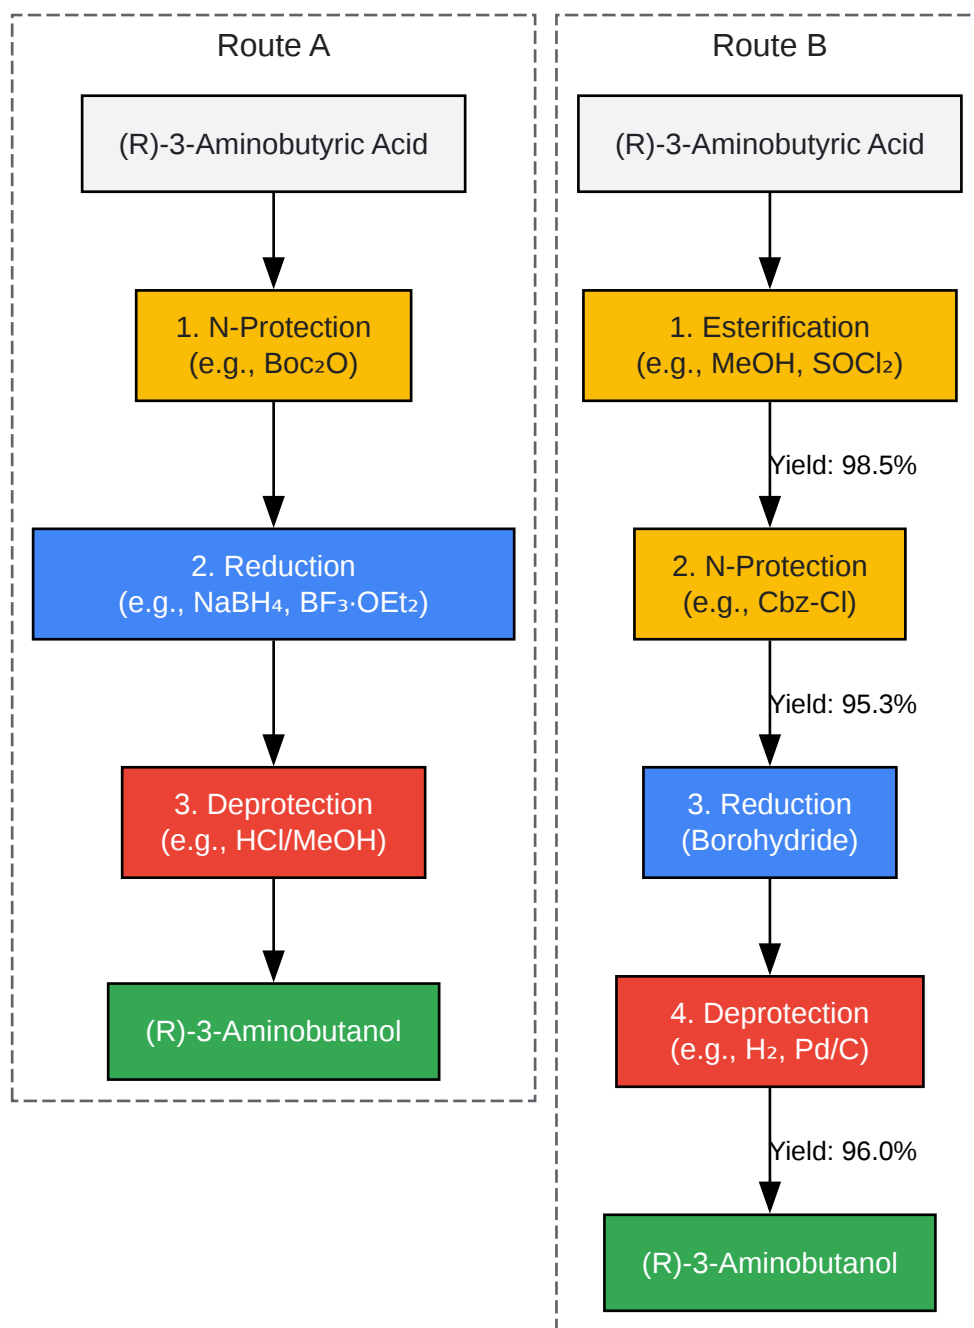 Route A
(R)-3-Aminobutyric Acid
1. N-Protection
(e.g., Boc₂O)
2. Reduction
(e.g., NaBH₄, BF₃·OEt₂)
3. Deprotection
(e.g., HCl/MeOH)
(R)-3-Aminobutanol
Route B
(R)-3-Aminobutyric Acid
1. Esterification
(e.g., MeOH, SOCl₂)
Yield: 98.5%
2. N-Protection
(e.g., Cbz-Cl)
Yield: 95.3%
3. Reduction
(Borohydride)
4. Deprotection
(e.g., H₂, Pd/C)
Yield: 96.0%
(R)-3-Aminobutanol